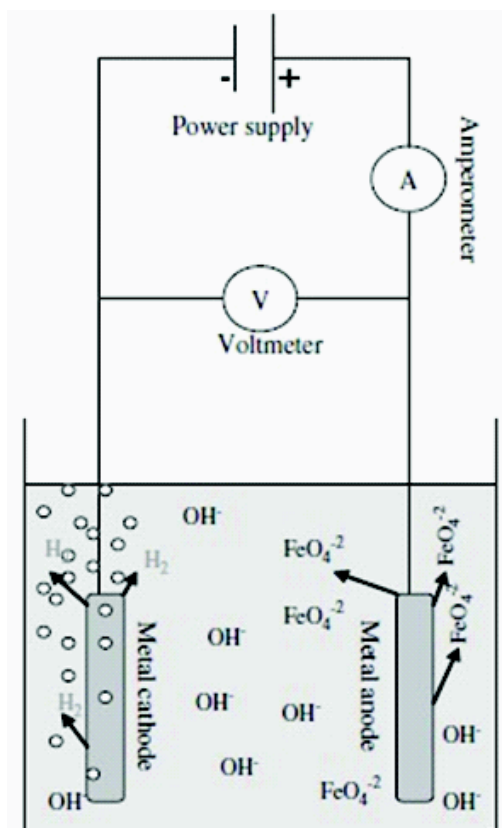 - +
Power supply
A
Amperometer
V
Voltmeter
OH-
H
H2
FeO4-2
FeO4-2
FeO4-2
FeO4-2
OH-
H2
Metal cathode
OH-
OH-
Metal anode
OH-
OH-
FeO4-2
OH-
OH-